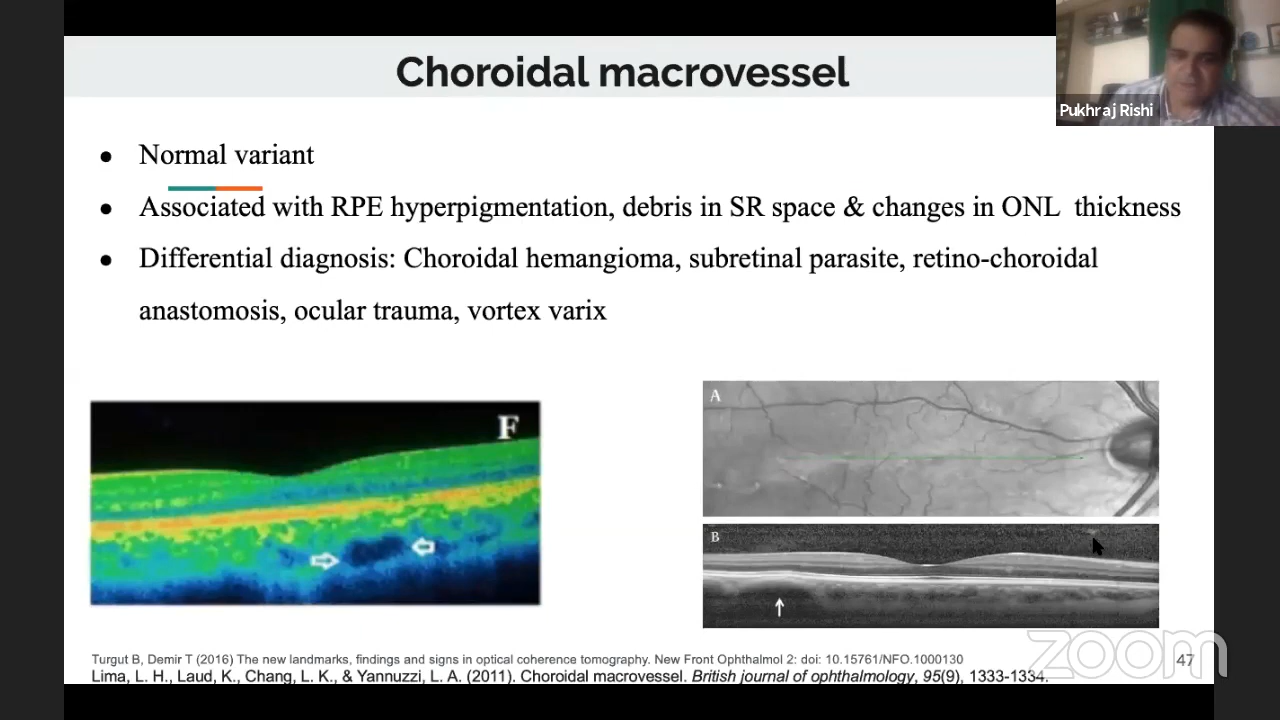 Choroidal macrovessel
Pukhraj Rishi
● Normal variant
● Associated with RPE hyperpigmentation, debris in SR space & changes in ONL thickness
● Differential diagnosis: Choroidal hemangioma, subretinal parasite, retino-choroidal
anastomosis, ocular trauma, vortex varix
F
A
B
zoom
Turgut B, Demir T (2016) The new landmarks, findings and signs in optical coherence tomography. New Front Ophthalmol 2: doi: 10.15761/NFO.1000130
47
Lima, L. H., Laud, K., Chang, L. K., & Yannuzzi, L. A. (2011). Choroidal macrovessel. British journal of ophthalmology, 95(9), 1333-1334.